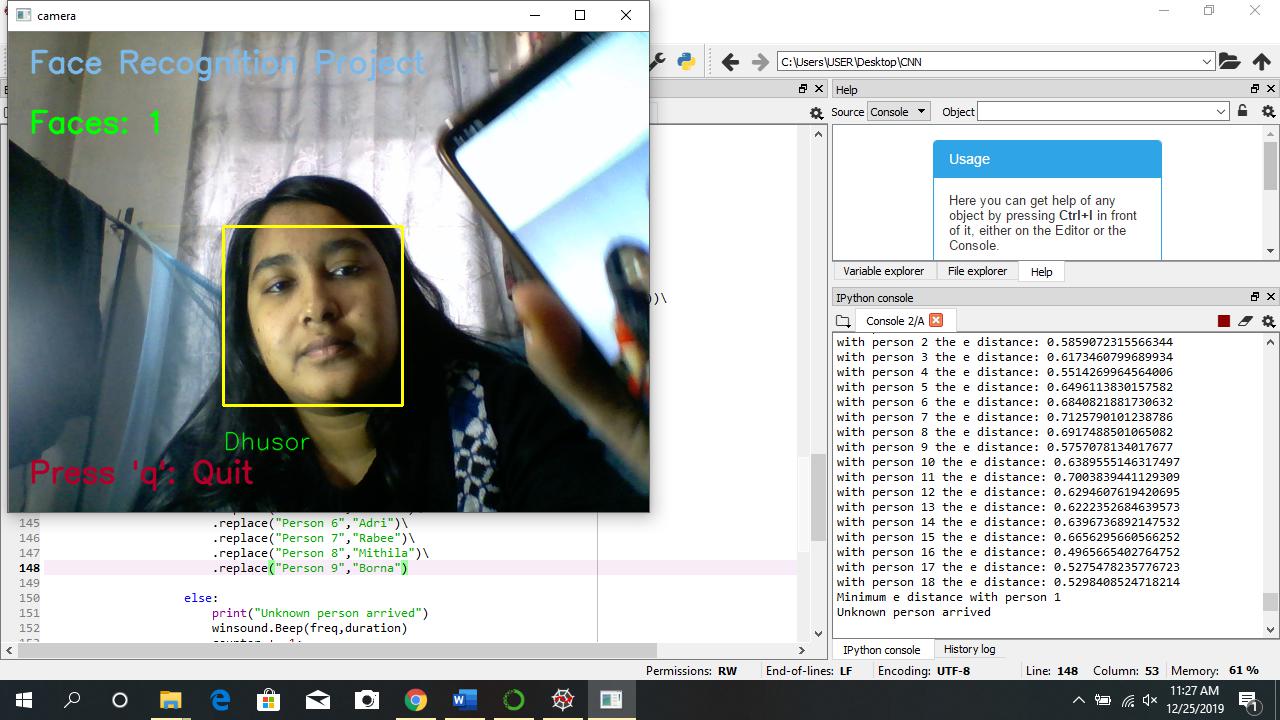 camera
Face Recognition Project
Faces: 1
Dhusor
Press 'q': Quit
C:\Users\USER\Desktop\CNN
Help
Source Console Object
Usage
Here you can get help of any
object by pressing Ctrl+I in front
of it, either on the Editor or the
Console.
Variable explorer File explorer Help
))\
145 .replace("Person 6","Adri")\
146 .replace("Person 7","Rabee")\
147 .replace("Person 8","Mithila")\
148 .replace("Person 9","Borna")
149
150 else:
151 print("Unknown person arrived")
152 winsound.Beep(freq,duration)
IPython console
Console 2/A
with person 2 the e distance: 0.5859072315566344
with person 3 the e distance: 0.6173460799689934
with person 4 the e distance: 0.5514269964564006
with person 5 the e distance: 0.6496113830157582
with person 6 the e distance: 0.6840891881730632
with person 7 the e distance: 0.7125790101238786
with person 8 the e distance: 0.6917488501065082
with person 9 the e distance: 0.5757078134017677
with person 10 the e distance: 0.6389555146317497
with person 11 the e distance: 0.7003839441129309
with person 12 the e distance: 0.6294607619420695
with person 13 the e distance: 0.6222352684639573
with person 14 the e distance: 0.6356736892147532
with person 15 the e distance: 0.6656295660566252
with person 16 the e distance: 0.4965932402764752
with person 17 the e distance: 0.5275478235776723
with person 18 the e distance: 0.5298408524718214
Minimum e distance with person 1
Unknown person arrived
IPython console History log
Permissions: RW End-of-lines: LF Encoding: UTF-8 Line: 148 Column: 53 Memory: 61 %
11:27 AM
12/25/2019
1